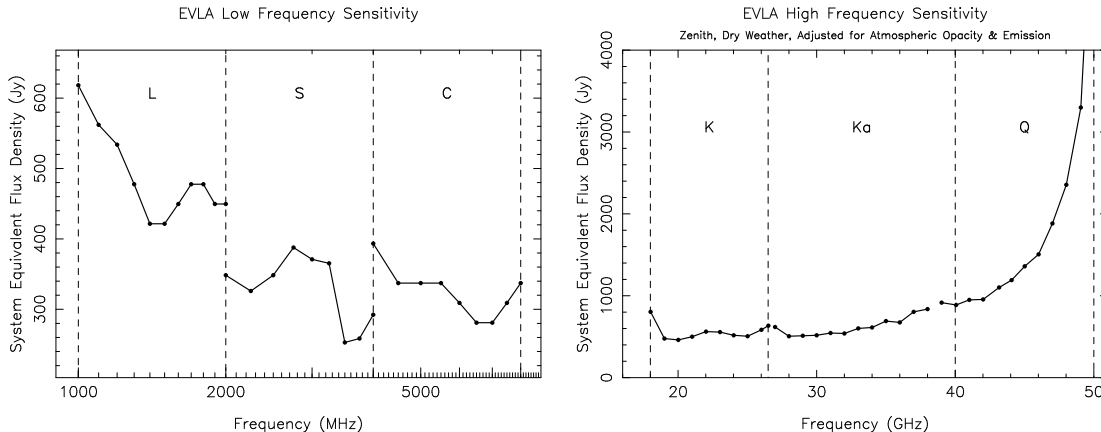 EVLA Low Frequency Sensitivity
System Equivalent Flux Density (Jy)
600
500
400
300
L
S
C
1000
2000
5000
Frequency (MHz)
EVLA High Frequency Sensitivity
Zenith, Dry Weather, Adjusted for Atmospheric Opacity & Emission
System Equivalent Flux Density (Jy)
4000
3000
2000
1000
0
K
Ka
Q
20
30
40
50
Frequency (GHz)